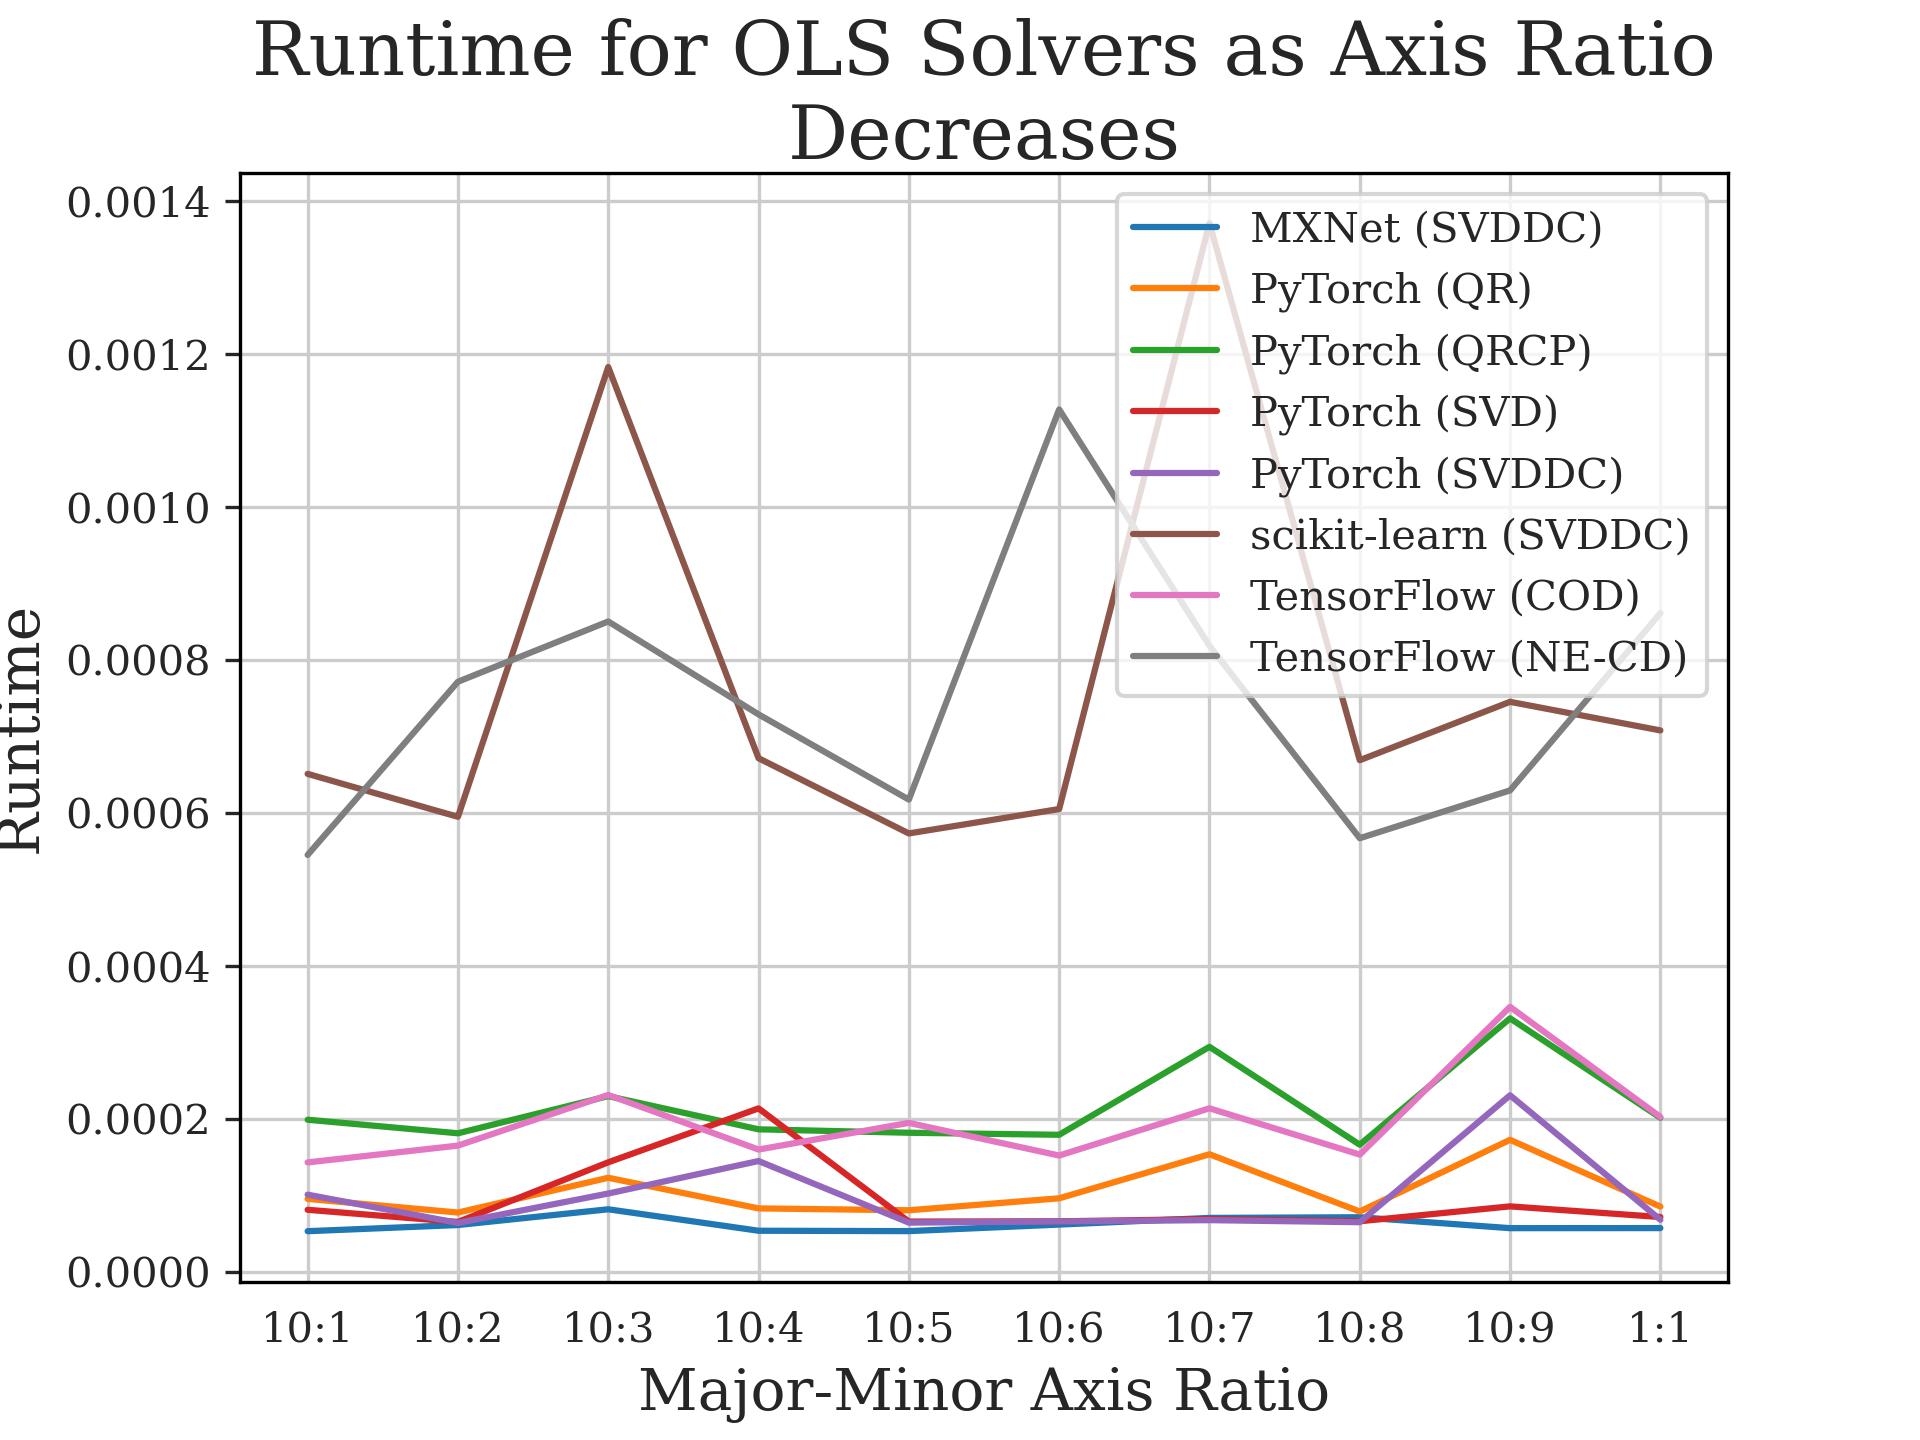 Runtime for OLS Solvers as Axis Ratio
Decreases
0.0014
0.0012
0.0010
0.0008
0.0006
0.0004
0.0002
0.0000
Runtime
MXNet (SVDDC)
PyTorch (QR)
PyTorch (QRCP)
PyTorch (SVD)
PyTorch (SVDDC)
scikit-learn (SVDDC)
TensorFlow (COD)
TensorFlow (NE-CD)
10:1 10:2 10:3 10:4 10:5 10:6 10:7 10:8 10:9 1:1
Major-Minor Axis Ratio